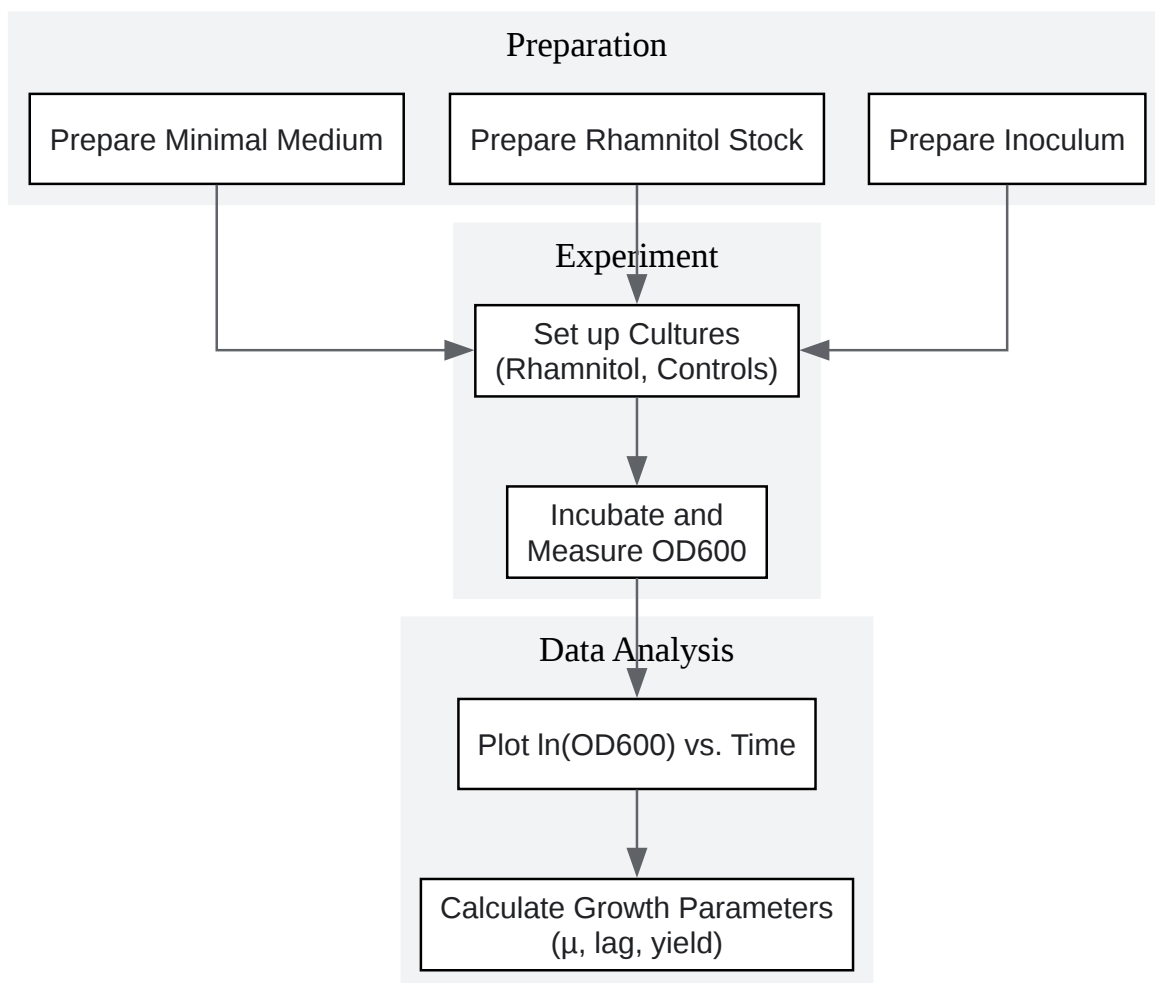 Preparation
Prepare Minimal Medium
Prepare Rhamnitol Stock
Prepare Inoculum
Experiment
Set up Cultures
(Rhamnitol, Controls)
Incubate and
Measure OD600
Data Analysis
Plot ln(OD600) vs. Time
Calculate Growth Parameters
(µ, lag, yield)